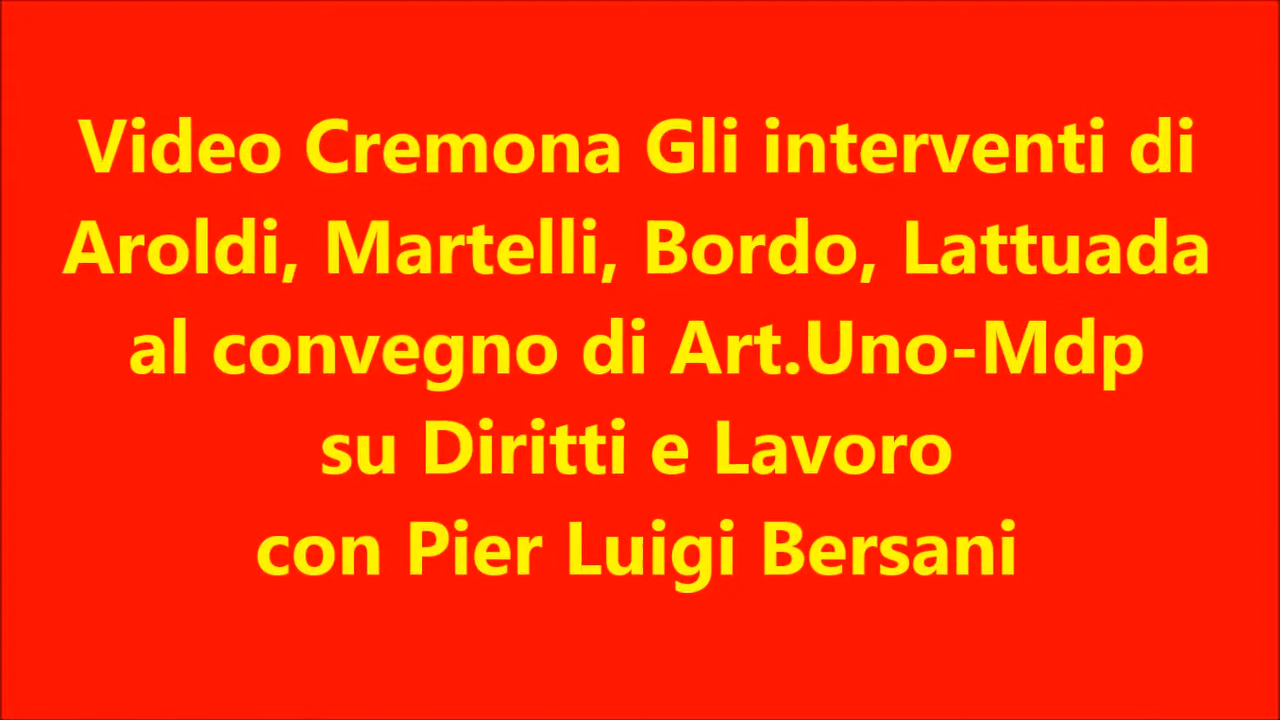 Video Cremona Gli interventi di
Aroldi, Martelli, Bordo, Lattuada
al convegno di Art.Uno-Mdp
su Diritti e Lavoro
con Pier Luigi Bersani